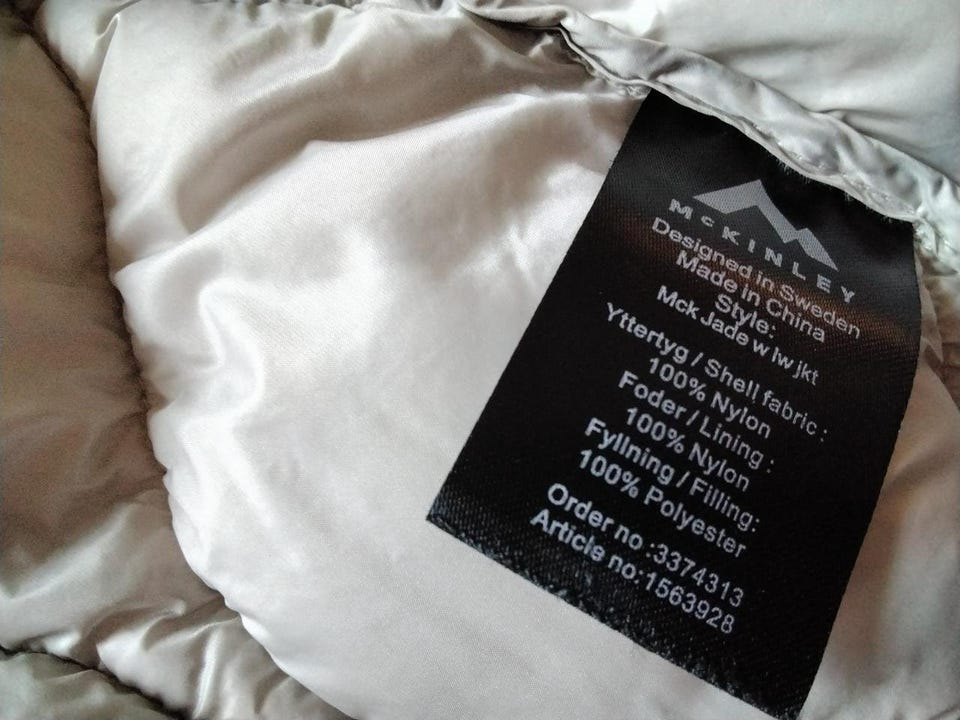 McKINLEY
Designed in Sweden
Made in China
Style:
Mck Jade w lw jkt
Yttertyg / Shell fabric :
100% Nylon
Foder / Lining :
100% Nylon
Fyllning / Filling:
100% Polyester
Order no :3374313
Article no:1563928